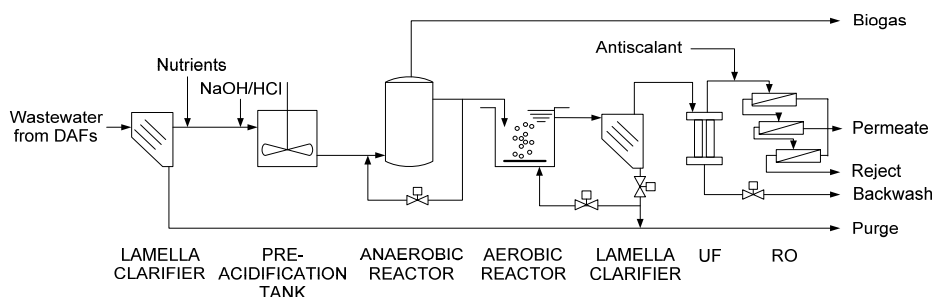 Biogas
Antiscalant
Nutrients
NaOH/HCl
Wastewater
from DAFs
Permeate
Reject
Backwash
Purge
LAMELLA
CLARIFIER
PRE-
ACIDIFICATION
TANK
ANAEROBIC
REACTOR
AEROBIC
REACTOR
LAMELLA
CLARIFIER
UF
RO